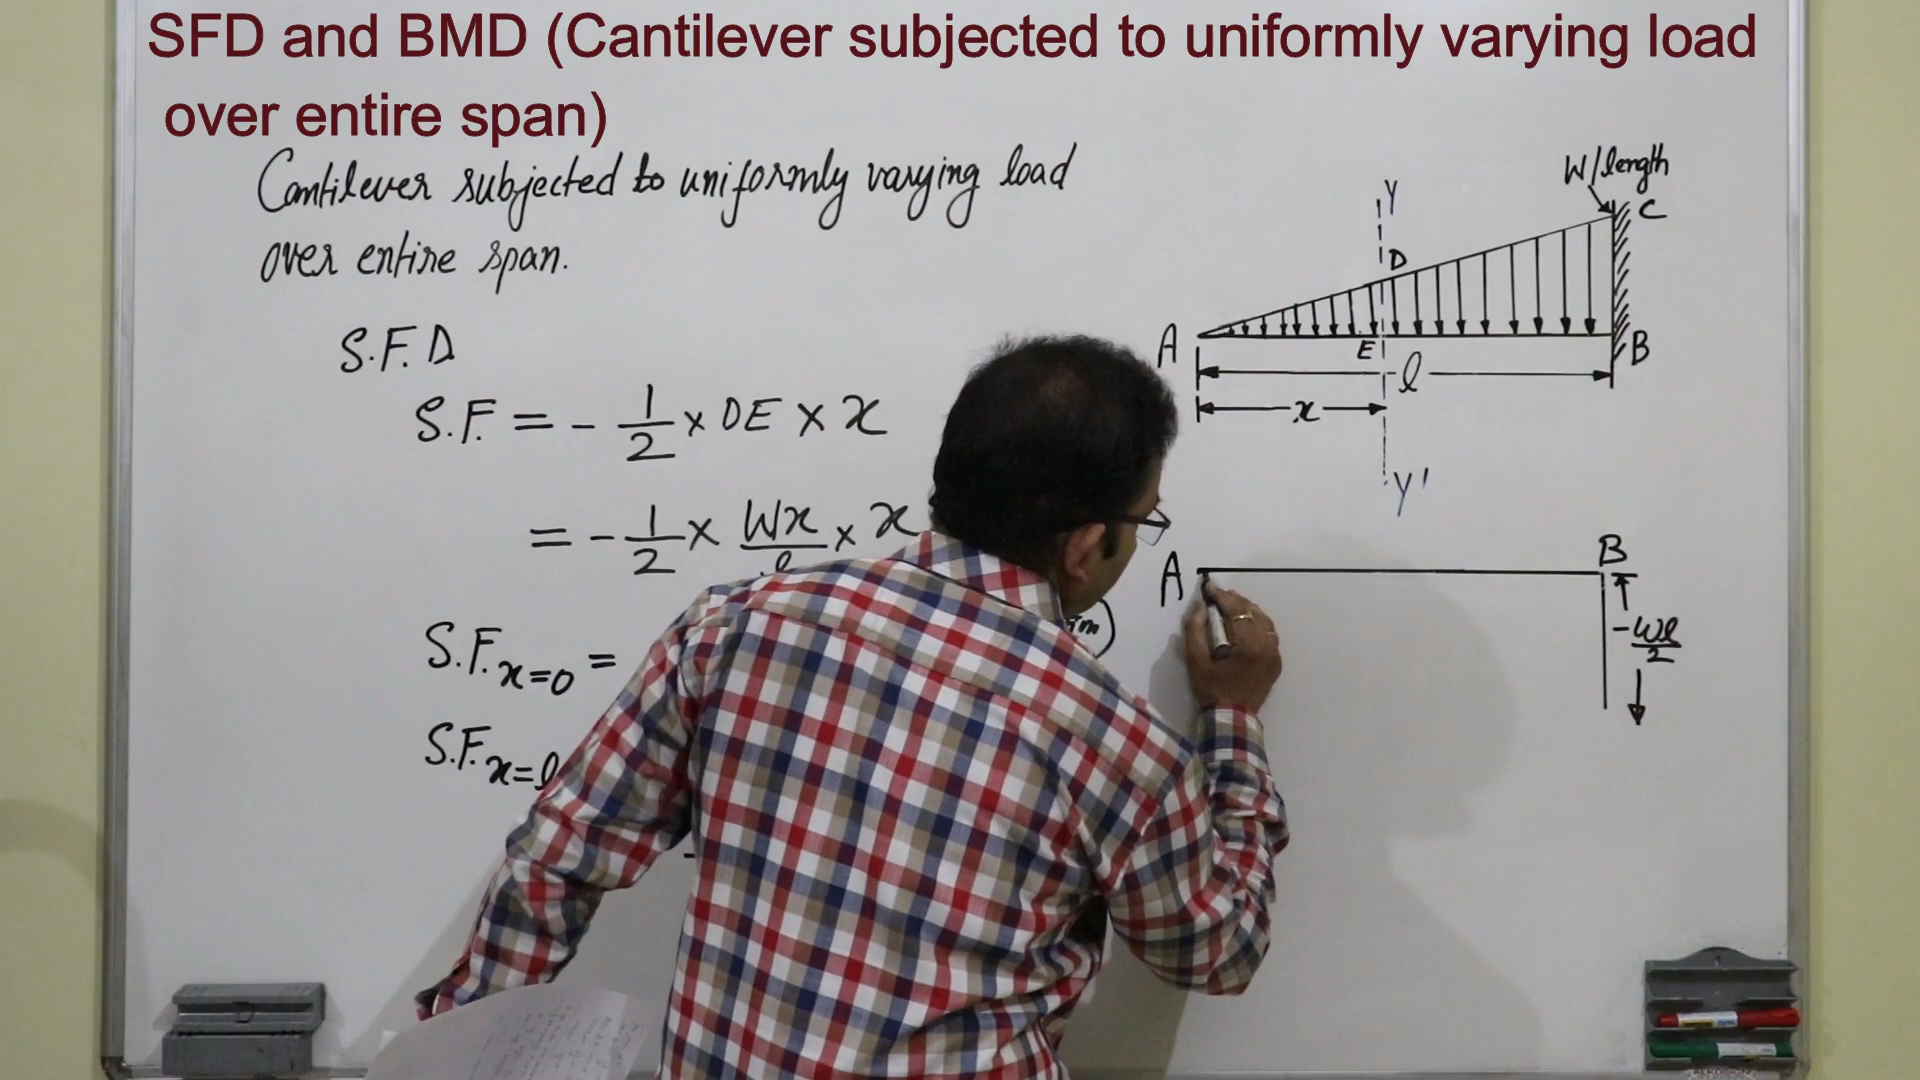 SFD and BMD (Cantilever subjected to uniformly varying load
over entire span)
Cantilever subjected to uniformly varying load
over entire span.
S.F.D
S.F. = - 1/2 × DE × x
= - 1/2 × Wx/l × x
S.F. x=0 =
S.F. x=l
W/length
Y
C
D
A
E
B
l
x
Y'
A
B
-wl/2